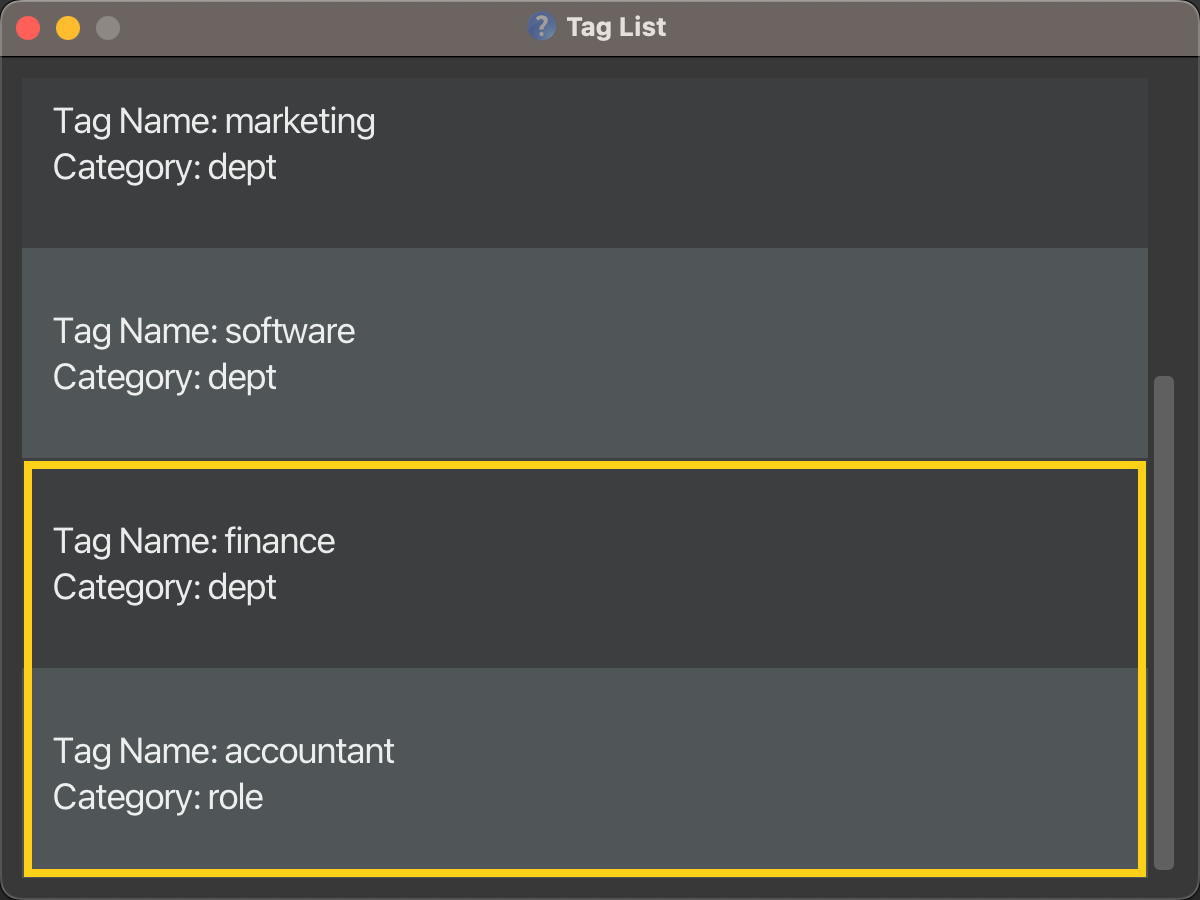 Tag List
Tag Name: marketing
Category: dept
Tag Name: software
Category: dept
Tag Name: finance
Category: dept
Tag Name: accountant
Category: role